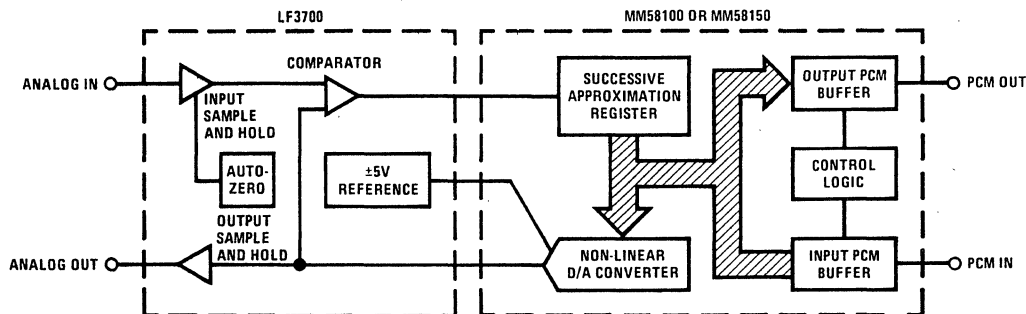 LF3700
MM58100 OR MM58150
ANALOG IN
COMPARATOR
INPUT
SAMPLE
AND HOLD
AUTO-
ZERO
±5V
REFERENCE
OUTPUT
SAMPLE
AND HOLD
ANALOG OUT
SUCCESSIVE
APPROXIMATION
REGISTER
NON-LINEAR
D/A CONVERTER
OUTPUT PCM
BUFFER
PCM OUT
CONTROL
LOGIC
INPUT PCM
BUFFER
PCM IN